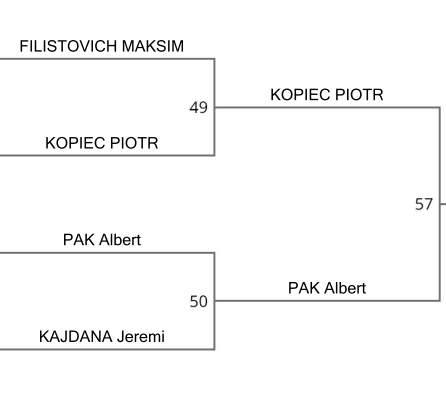 FILISTOVICH MAKSIM
49
KOPIEC PIOTR
KOPIEC PIOTR
57
PAK Albert
50
PAK Albert
KAJDANA Jeremi